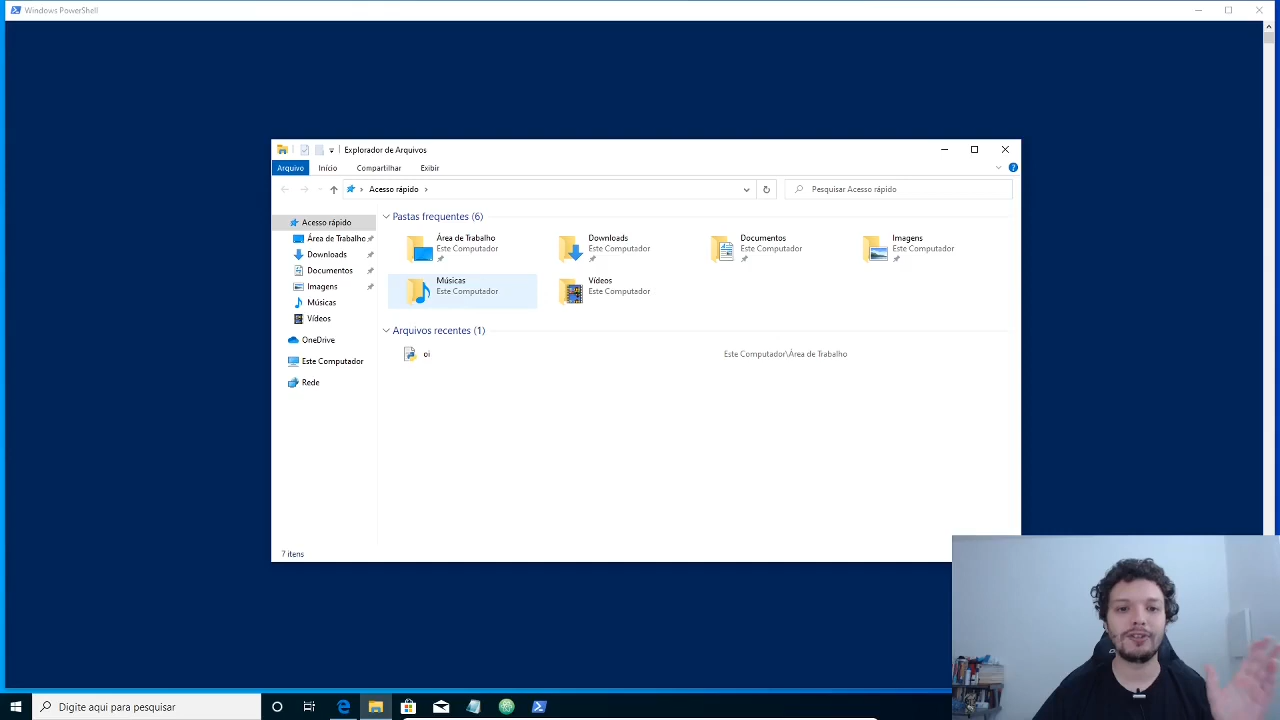 Windows PowerShell
Explorador de Arquivos
Arquivo Início Compartilhar Exibir
Acesso rápido
Pesquisar Acesso rápido
Acesso rápido
Área de Trabalho
Downloads
Documentos
Imagens
Músicas
Vídeos
OneDrive
Este Computador
Rede
Pastas frequentes (6)
Área de Trabalho
Este Computador
Downloads
Este Computador
Documentos
Este Computador
Imagens
Este Computador
Músicas
Este Computador
Vídeos
Este Computador
Arquivos recentes (1)
oi Este Computador\Área de Trabalho
7 itens
Digite aqui para pesquisar